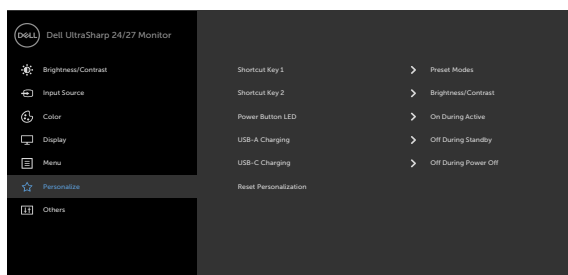 DELL Dell UltraSharp 24/27 Monitor
Brightness/Contrast Shortcut Key 1 Preset Modes
Input Source Shortcut Key 2 Brightness/Contrast
Color Power Button LED On During Active
Display USB-A Charging Off During Standby
Menu USB-C Charging Off During Power Off
Personalize Reset Personalization
Others